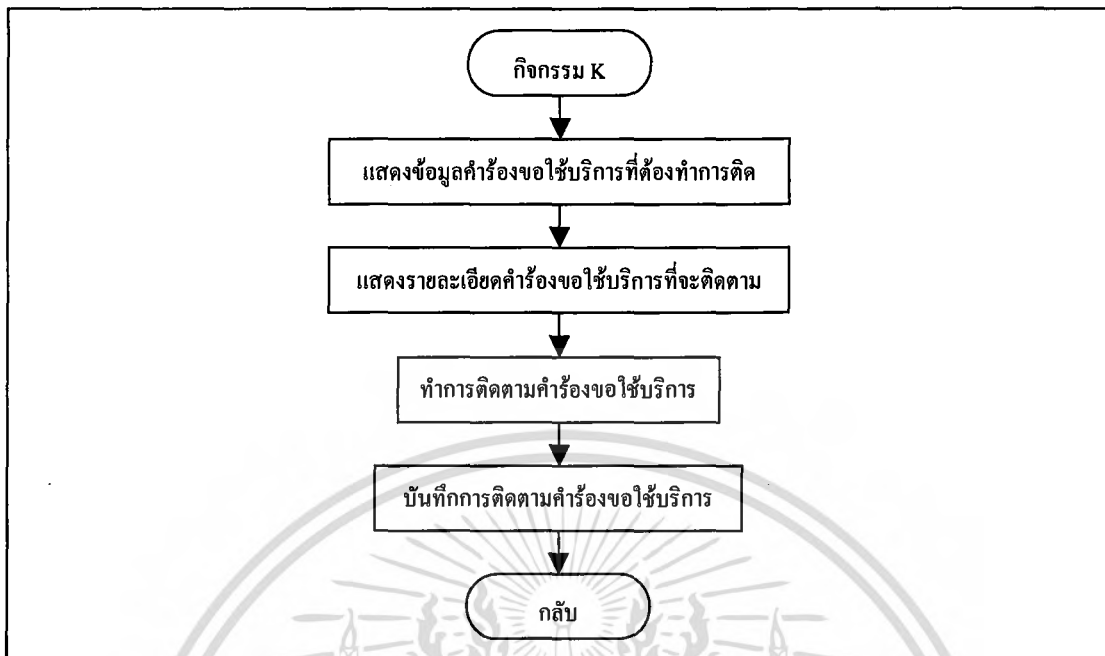 กิจกรรม K
แสดงข้อมูลคำร้องขอใช้บริการที่ต้องทำการติด
แสดงรายละเอียดคำร้องขอใช้บริการที่จะติดตาม
ทำการติดตามคำร้องขอใช้บริการ
บันทึกการติดตามคำร้องขอใช้บริการ
กลับ